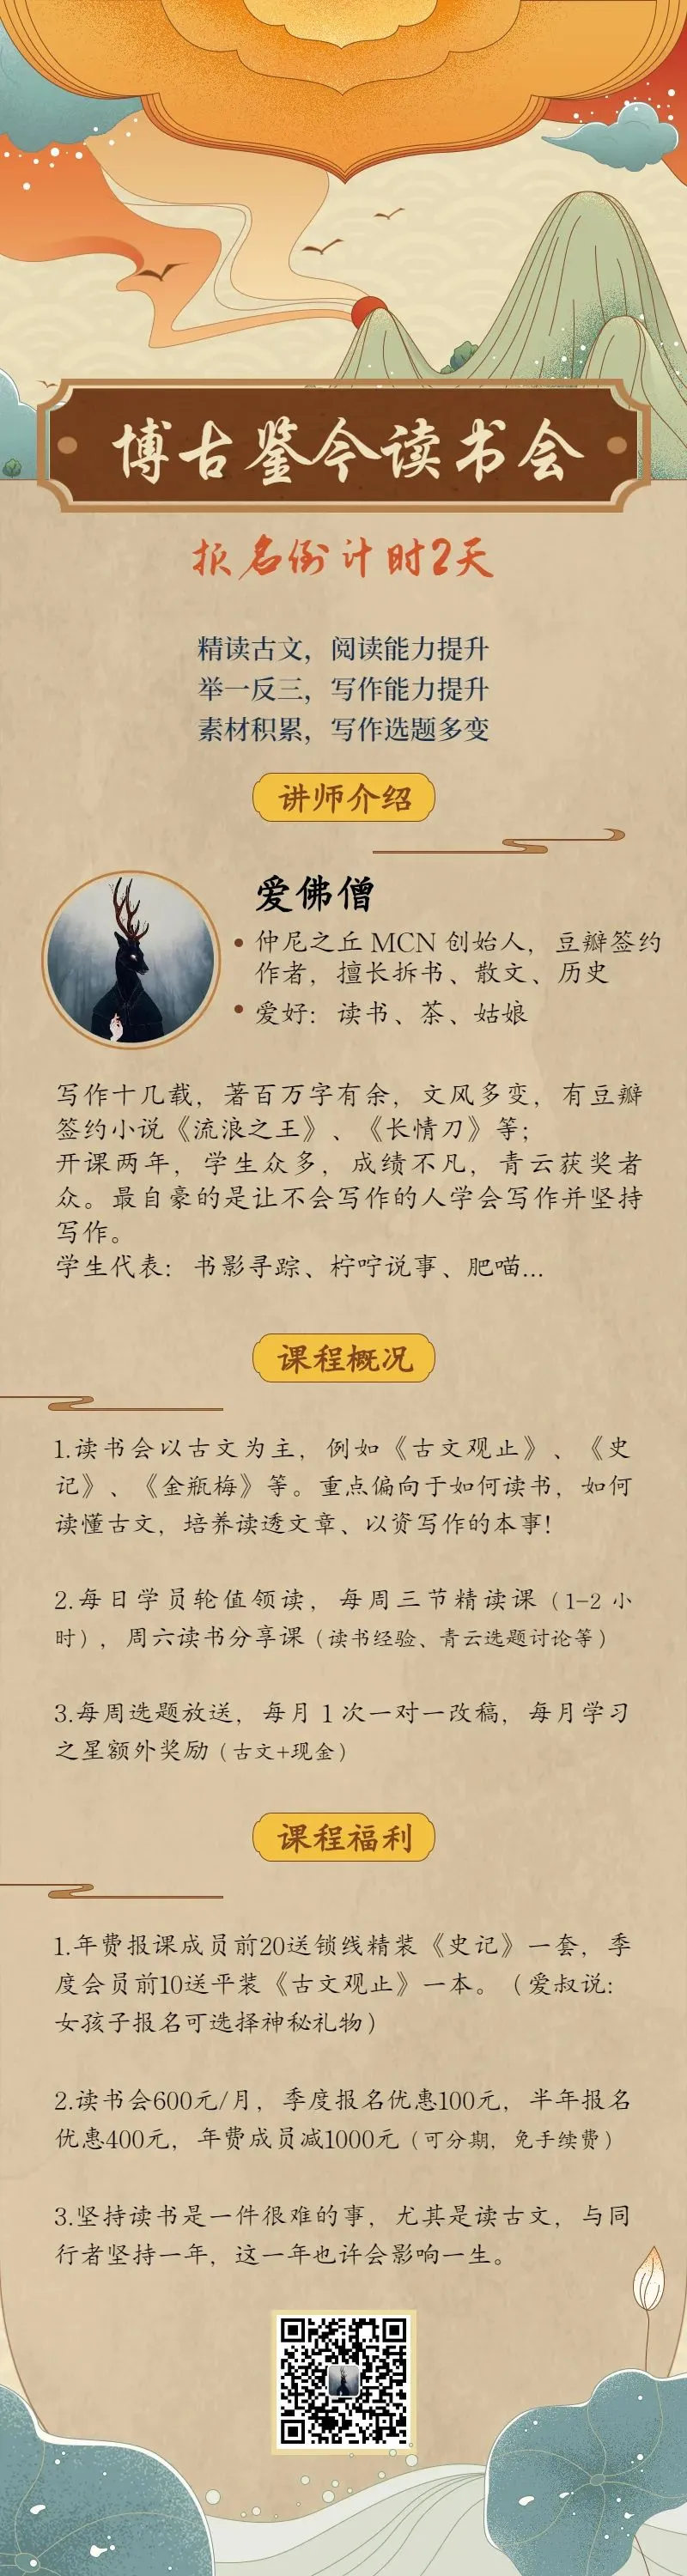 博古鉴今读书会
报名倒计时2天
精读古文，阅读能力提升
举一反三，写作能力提升
素材积累，写作选题多变
讲师介绍
爱佛僧
• 仲尼之丘 MCN 创始人，豆瓣签约
作者，擅长拆书、散文、历史
• 爱好：读书、茶、姑娘
写作十几载，著百万字有余，文风多变，有豆瓣
签约小说《流浪之王》、《长情刀》等；
开课两年，学生众多，成绩不凡，青云获奖者
众。最自豪的是让不会写作的人学会写作并坚持
写作。
学生代表：书影寻踪、柠咛说事、肥喵...
课程概况
1.读书会以古文为主，例如《古文观止》、《史
记》、《金瓶梅》等。重点偏向于如何读书，如何
读懂古文，培养读透文章、以资写作的本事！
2.每日学员轮值领读，每周三节精读课（1-2 小
时），周六读书分享课（读书经验、青云选题讨论等）
3.每周选题放送，每月 1 次一对一改稿，每月学习
之星额外奖励（古文+现金）
课程福利
1.年费报课成员前20送锁线精装《史记》一套，季
度会员前10送平装《古文观止》一本。（爱叔说：
女孩子报名可选择神秘礼物）
2.读书会600元/月，季度报名优惠100元，半年报名
优惠400元，年费成员减1000元（可分期，免手续费）
3.坚持读书是一件很难的事，尤其是读古文，与同
行者坚持一年，这一年也许会影响一生。